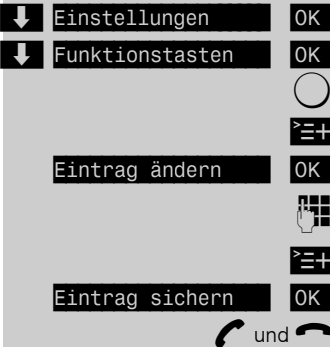 Einstellungen OK
Funktionstasten OK
Eintrag ändern OK
Eintrag sichern OK
und